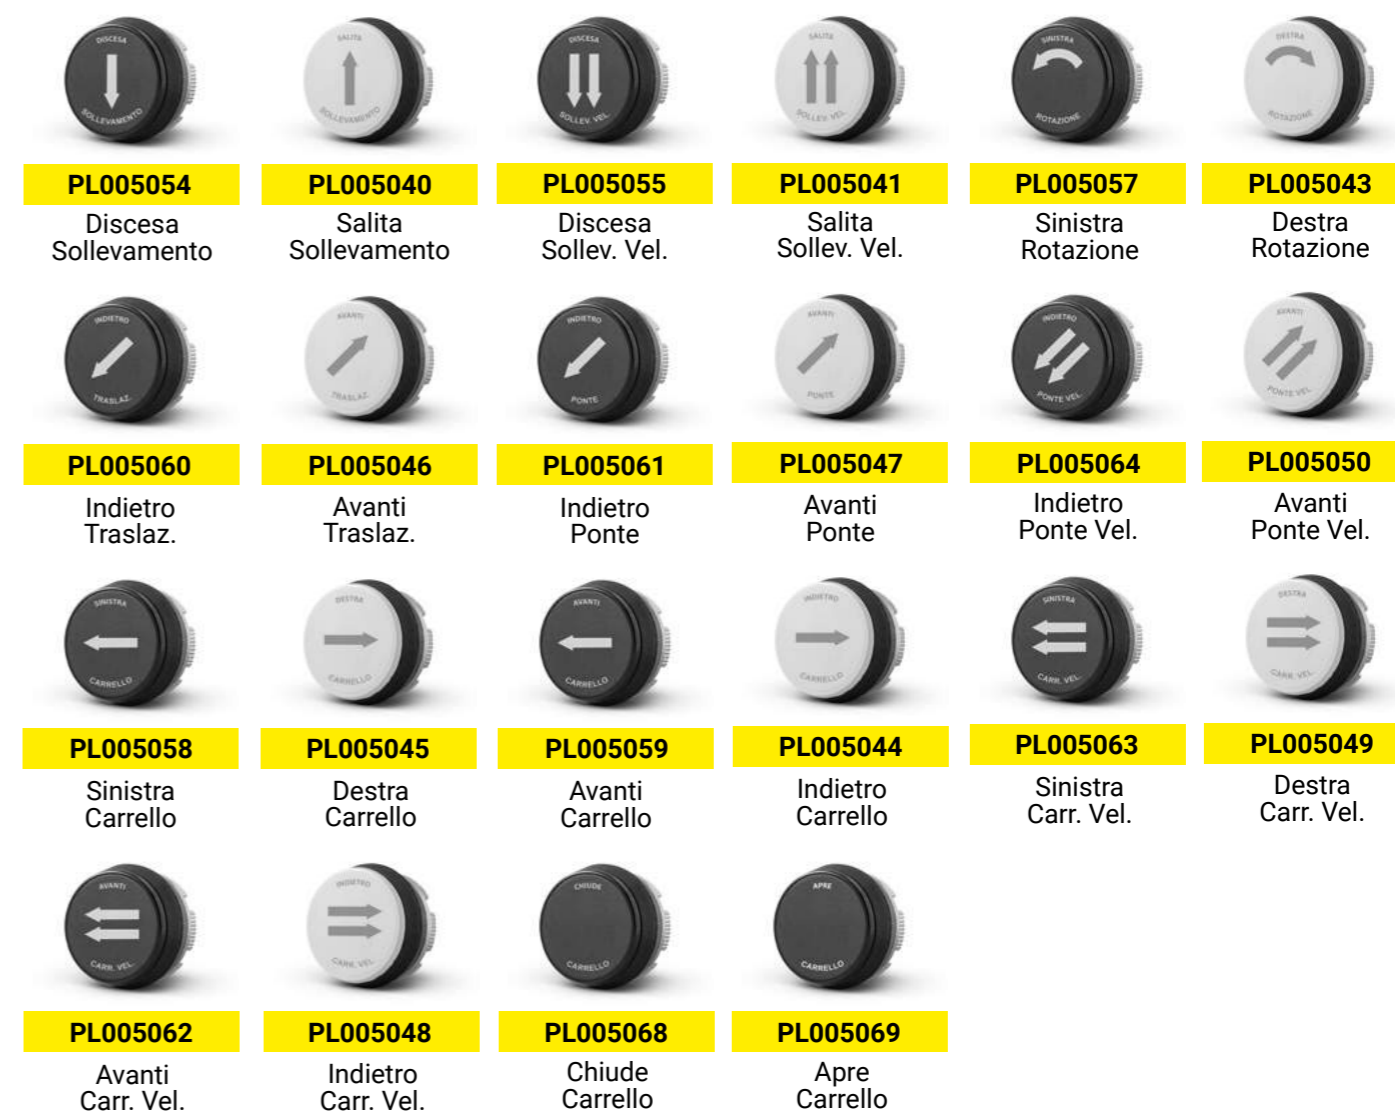 DISCESA
SOLLEVAMENTO
SALITA
SOLLEVAMENTO
DISCESA
SOLLEV. VEL.
SALITA
SOLLEV. VEL.
SINISTRA
ROTAZIONE
DESTRA
ROTAZIONE
PL005054
PL005040
PL005055
PL005041
PL005057
PL005043
Discesa
Sollevamento
Salita
Sollevamento
Discesa
Sollev. Vel.
Salita
Sollev. Vel.
Sinistra
Rotazione
Destra
Rotazione
INDIETRO
TRASLAZ.
AVANTI
TRASLAZ.
INDIETRO
PONTE
AVANTI
PONTE
INDIETRO
PONTE VEL.
AVANTI
PONTE VEL.
PL005060
PL005046
PL005061
PL005047
PL005064
PL005050
Indietro
Traslaz.
Avanti
Traslaz.
Indietro
Ponte
Avanti
Ponte
Indietro
Ponte Vel.
Avanti
Ponte Vel.
SINISTRA
CARRELLO
DESTRA
CARRELLO
AVANTI
CARRELLO
INDIETRO
CARRELLO
SINISTRA
CARR. VEL.
DESTRA
CARR. VEL.
PL005058
PL005045
PL005059
PL005044
PL005063
PL005049
Sinistra
Carrello
Destra
Carrello
Avanti
Carrello
Indietro
Carrello
Sinistra
Carr. Vel.
Destra
Carr. Vel.
AVANTI
CARR. VEL.
INDIETRO
CARR. VEL.
CHIUDE
CARRELLO
APRE
CARRELLO
PL005062
PL005048
PL005068
PL005069
Avanti
Carr. Vel.
Indietro
Carr. Vel.
Chiude
Carrello
Apre
Carrello